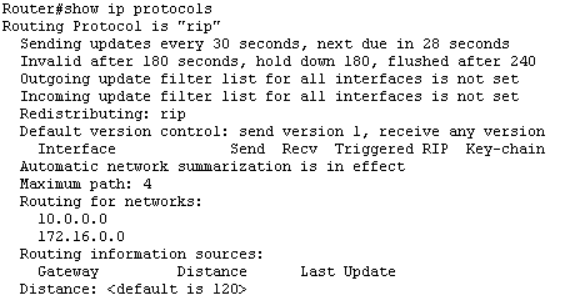 Router#show ip protocols
Routing Protocol is "rip"
Sending updates every 30 seconds, next due in 28 seconds
Invalid after 180 seconds, hold down 180, flushed after 240
Outgoing update filter list for all interfaces is not set
Incoming update filter list for all interfaces is not set
Redistributing: rip
Default version control: send version 1, receive any version
Interface Send Recv Triggered RIP Key-chain
Automatic network summarization is in effect
Maximum path: 4
Routing for networks:
10.0.0.0
172.16.0.0
Routing information sources:
Gateway Distance Last Update
Distance: <default is 120>